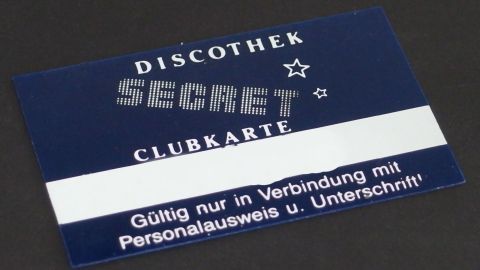 DISCOTHEK
SECRET
CLUBKARTE
Gültig nur in Verbindung mit
Personalausweis u. Unterschrift